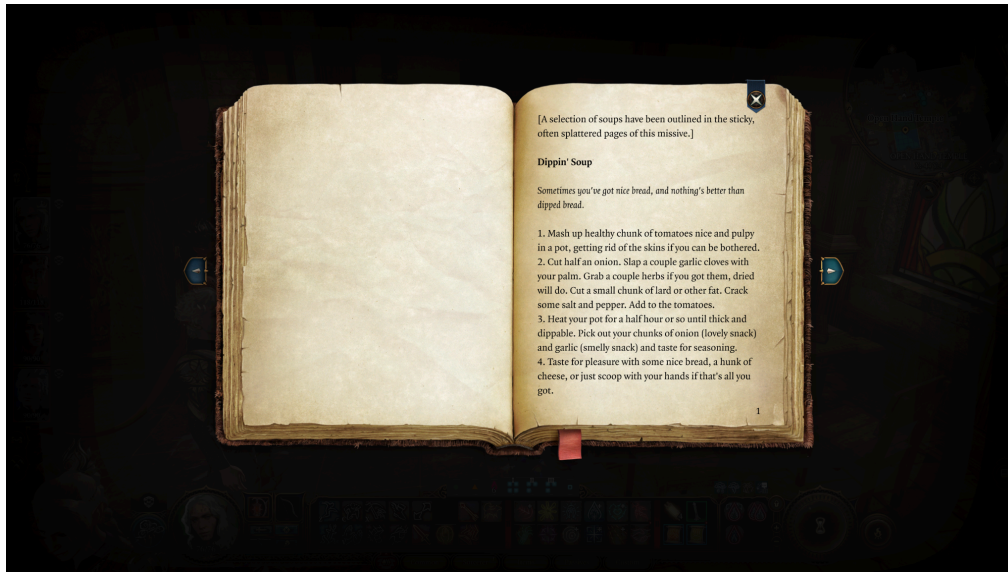 [A selection of soups have been outlined in the sticky,
often splattered pages of this missive.]
Dippin' Soup
Sometimes you've got nice bread, and nothing's better than
dipped bread.
1. Mash up healthy chunk of tomatoes nice and pulpy
in a pot, getting rid of the skins if you can be bothered.
2. Cut half an onion. Slap a couple garlic cloves with
your palm. Grab a couple herbs if you got them, dried
will do. Cut a small chunk of lard or other fat. Crack
some salt and pepper. Add to the tomatoes.
3. Heat your pot for a half hour or so until thick and
dippable. Pick out your chunks of onion (lovely snack)
and garlic (smelly snack) and taste for seasoning.
4. Taste for pleasure with some nice bread, a hunk of
cheese, or just scoop with your hands if that's all you
got.
1